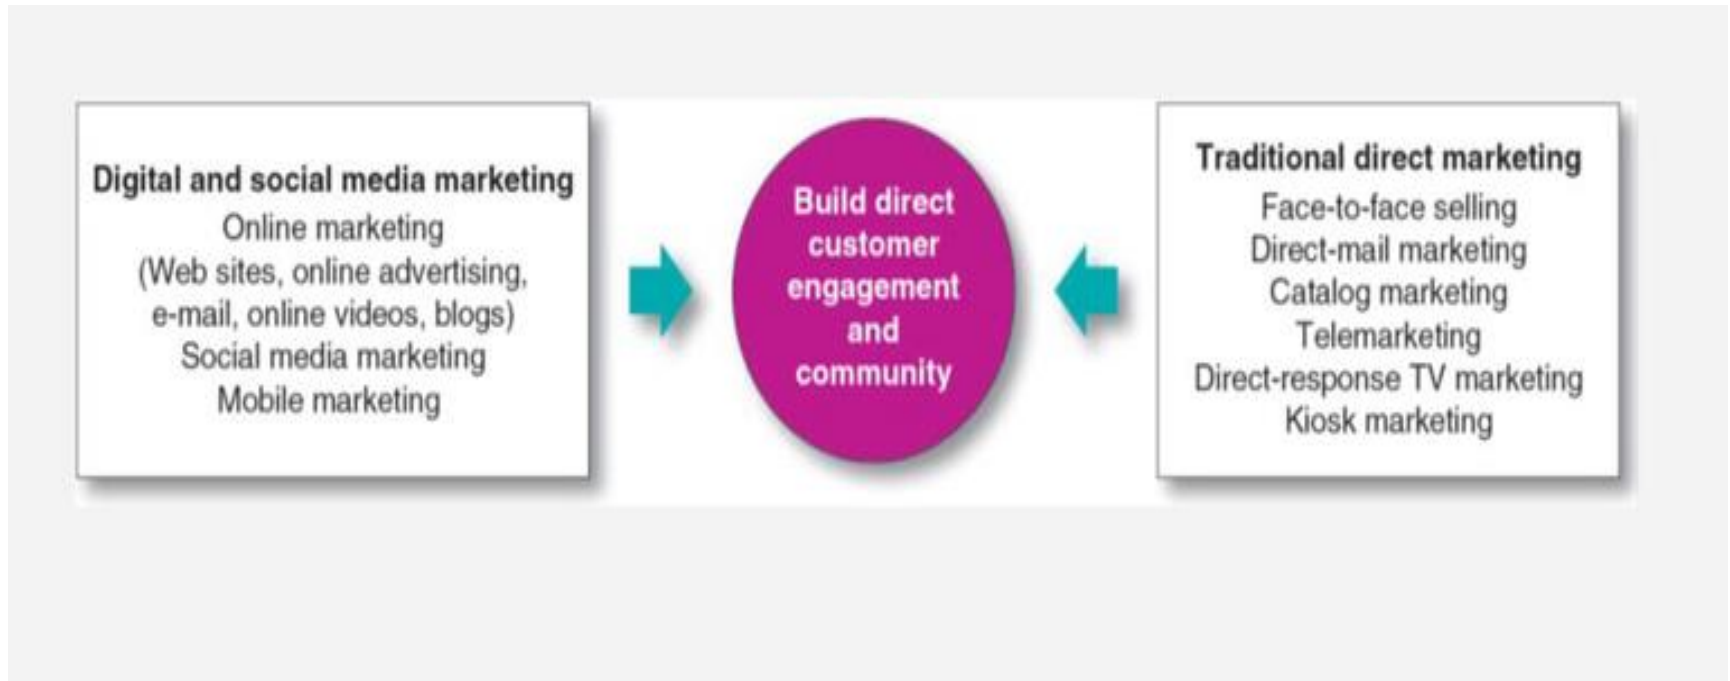 Digital and social media marketing
Online marketing
(Web sites, online advertising,
e-mail, online videos, blogs)
Social media marketing
Mobile marketing
Build direct
customer
engagement
and
community
Traditional direct marketing
Face-to-face selling
Direct-mail marketing
Catalog marketing
Telemarketing
Direct-response TV marketing
Kiosk marketing